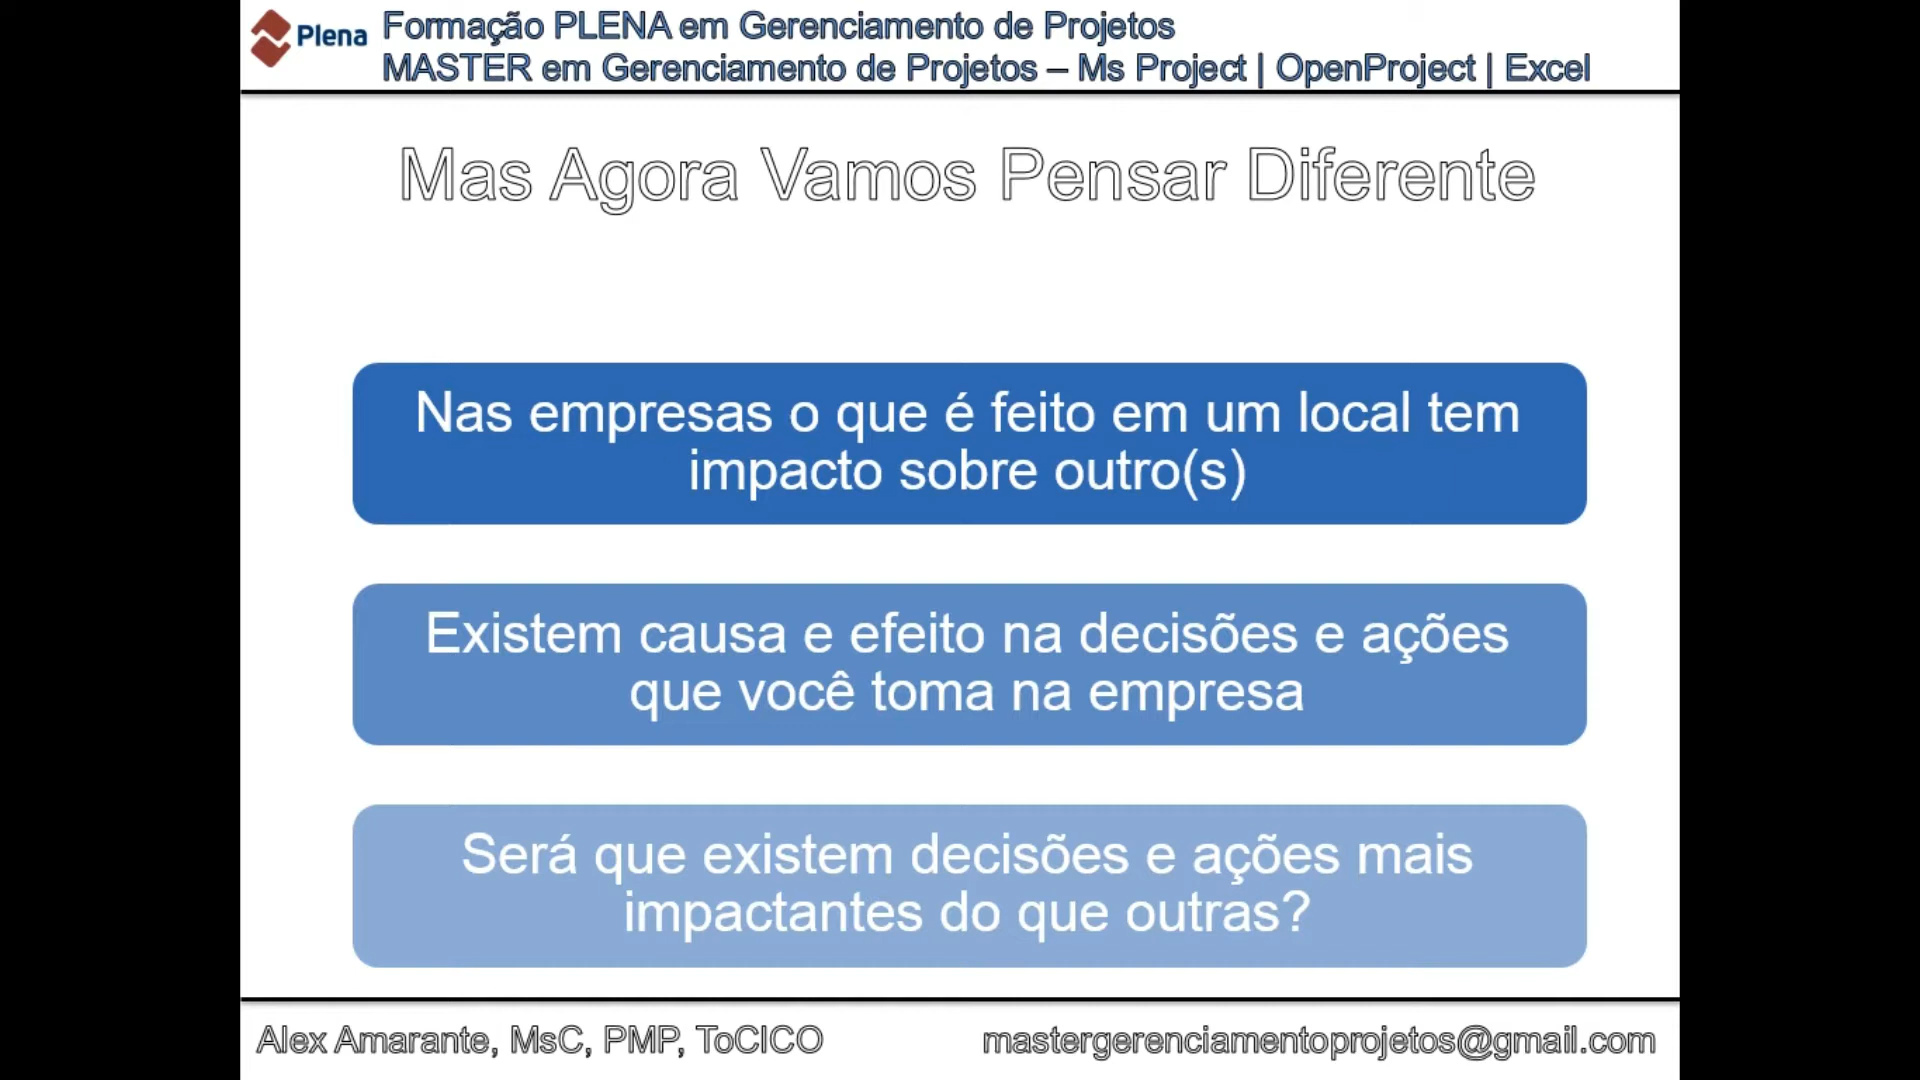 Plena
Formação PLENA em Gerenciamento de Projetos
MASTER em Gerenciamento de Projetos – Ms Project | OpenProject | Excel
Mas Agora Vamos Pensar Diferente
Nas empresas o que é feito em um local tem
impacto sobre outro(s)
Existem causa e efeito na decisões e ações
que você toma na empresa
Será que existem decisões e ações mais
impactantes do que outras?
Alex Amarante, MsC, PMP, ToCICO
mastergerenciamentoprojetos@gmail.com